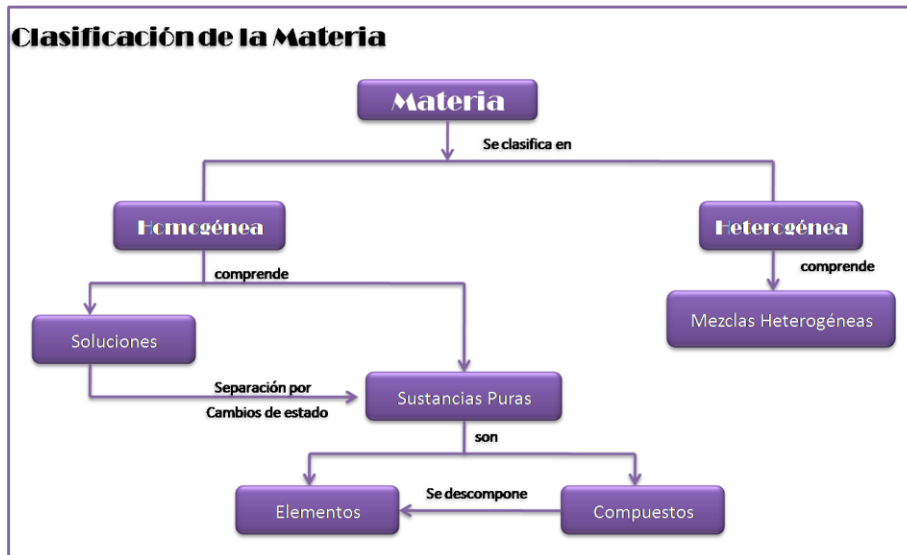 Clasificación de la Materia
Materia
Se clasifica en
Homogénea
Heterogénea
comprende
comprende
Soluciones
Mezclas Heterogéneas
Separación por
Cambios de estado
Sustancias Puras
son
Elementos
Se descompone
Compuestos